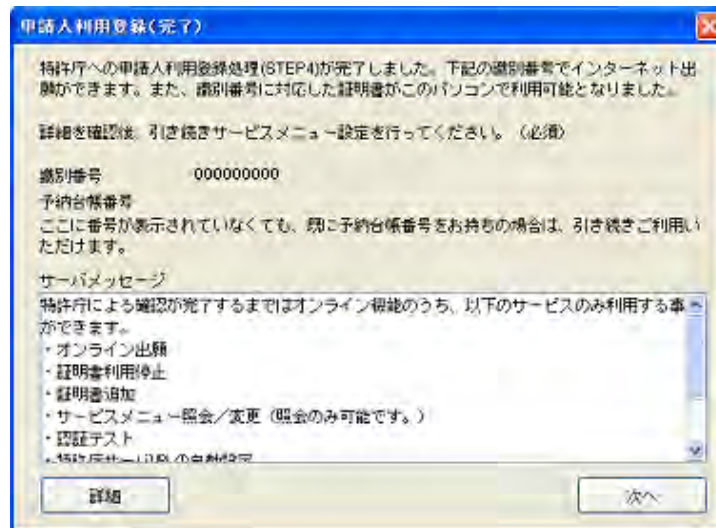 申請人利用登録(完了)
特許庁への申請人利用登録処理(STEP4)が完了しました。下記の識別番号でインターネット出
願ができます。また、識別番号に対応した証明書がこのパソコンで利用可能となりました。
詳細を確認後、引き続きサービスメニュー設定を行ってください。（必須）
識別番号 000000000
予納台帳番号
ここに番号が表示されていなくても、既に予納台帳番号をお持ちの場合は、引き続きご利用い
ただけます。
サーバメッセージ
特許庁による確認が完了するまではオンライン機能のうち、以下のサービスのみ利用する事
ができます。
・オンライン出願
・証明書利用停止
・証明書追加
・サービスメニュー照会／変更（照会のみ可能です。）
・認証テスト
詳細
次へ